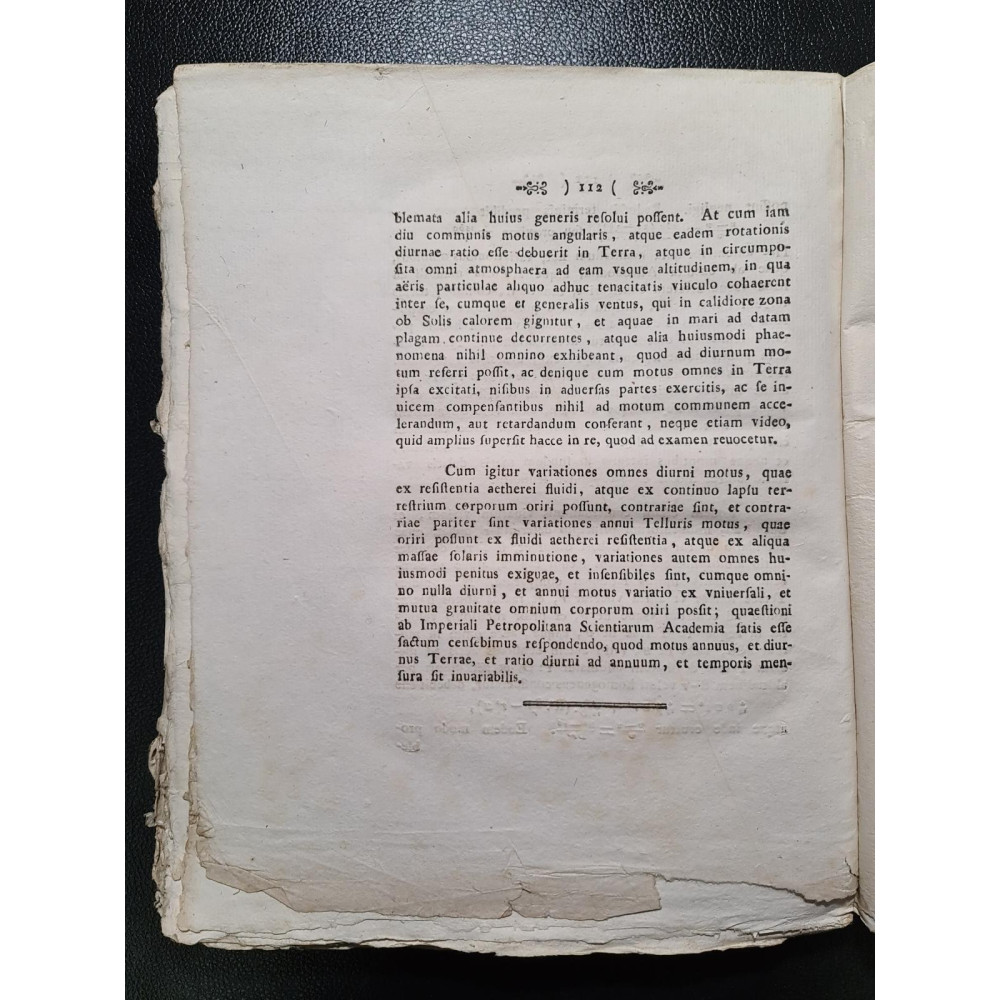 ) 112 (
blemata alia huius generis reſolui poſſent. At cum iam
diu communis motus angularis, atque eadem rotationis
diurnae ratio eſſe debuerit in Terra, atque in circumpo-
ſita omni atmosphaera ad eam vsque altitudinem, in qua
aëris particulae aliquo adhuc tenacitatis vinculo cohaerent
inter ſe, cumque et generalis ventus, qui in calidiore zona
ob Solis calorem gignitur, et aquae in mari ad datam
plagam continue decurrentes, atque alia huiusmodi phae-
nomena nihil omnino exhibeant, quod ad diurnum mo-
tum referri poſſit, ac denique cum motus omnes in Terra
ipſa excitati, niſibus in aduerſas partes exercitis, ac ſe in-
uicem compenſantibus nihil ad motum communem acce-
lerandum, aut retardandum conferant, neque etiam video,
quid amplius ſuperſit hacce in re, quod ad examen reuocetur.
Cum igitur variationes omnes diurni motus, quae
ex reſiſtentia aetherei fluidi, atque ex continuo lapſu ter-
reſtrium corporum oriri poſſunt, contrariae ſint, et contra-
riae pariter ſint variationes annui Telluris motus, quae
oriri poſſunt ex fluidi aetherei reſiſtentia, atque ex aliqua
maſſae ſolaris imminutione, variationes autem omnes hu-
iusmodi penitus exiguae, et inſenſibiles ſint, cumque omni-
no nulla diurni, et annui motus variatio ex vniuerſali, et
mutua grauitate omnium corporum oriri poſſit; quaeſtioni
ab Imperiali Petropolitana Scientiarum Academia ſatis eſſe
factum cenſebimus reſpondendo, quod motus annuus, et diur-
nus Terrae, et ratio diurni ad annuum, et temporis men-
ſura ſit inuariabilis.